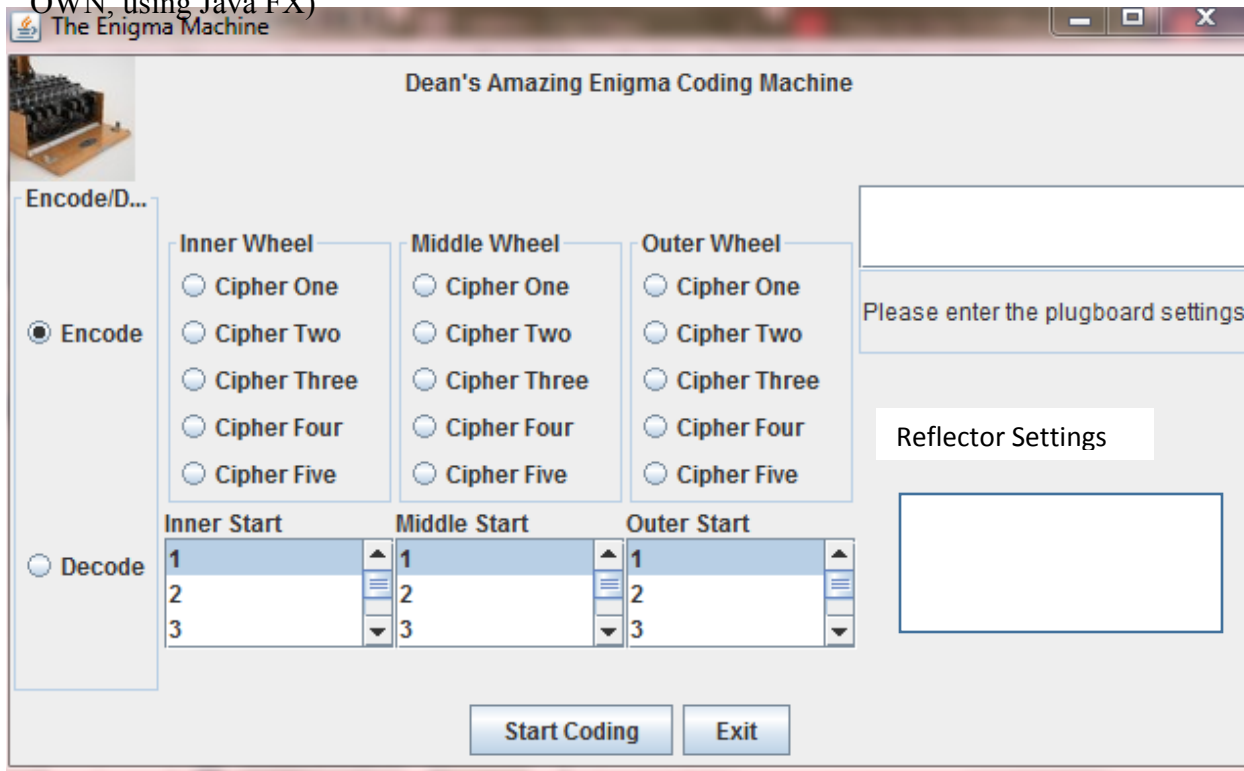 OWN, using Java FX)
The Enigma Machine
Dean's Amazing Enigma Coding Machine
Encode/D...
Inner Wheel
Middle Wheel
Outer Wheel
Cipher One
Cipher One
Cipher One
Please enter the plugboard settings
Encode
Cipher Two
Cipher Two
Cipher Two
Cipher Three
Cipher Three
Cipher Three
Cipher Four
Cipher Four
Cipher Four
Reflector Settings
Cipher Five
Cipher Five
Cipher Five
Inner Start
Middle Start
Outer Start
Decode
1
1
1
2
2
2
3
3
3
Start Coding
Exit